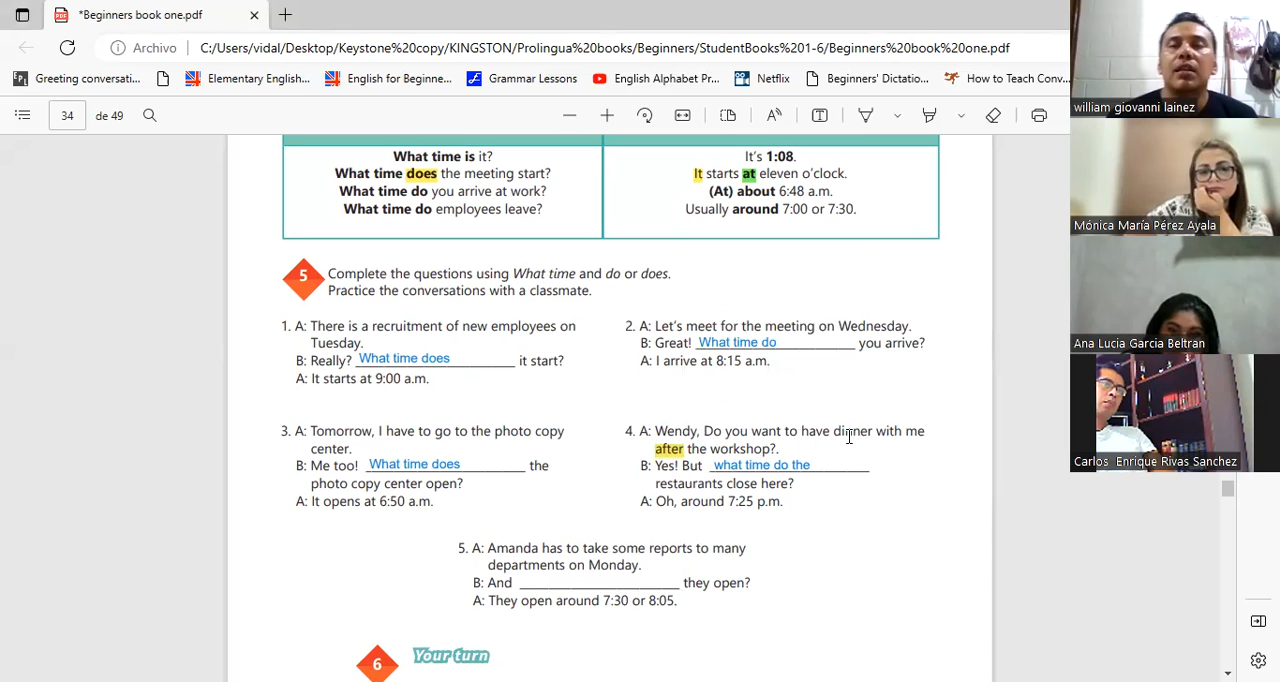 *Beginners book one.pdf
Archivo
C:/Users/vidal/Desktop/Keystone%20copy/KINGSTON/Prolingua%20books/Beginners/StudentBooks%201-6/Beginners%20book%20one.pdf
Greeting conversati...
Elementary English...
English for Beginne...
Grammar Lessons
English Alphabet Pr...
Netflix
Beginners' Dictatio...
How to Teach Conv...
34 de 49
What time is it?
What time does the meeting start?
What time do you arrive at work?
What time do employees leave?
It's 1:08.
It starts at eleven o'clock.
(At) about 6:48 a.m.
Usually around 7:00 or 7:30.
5 Complete the questions using What time and do or does.
Practice the conversations with a classmate.
1. A: There is a recruitment of new employees on
Tuesday.
B: Really? What time does it start?
A: It starts at 9:00 a.m.
2. A: Let's meet for the meeting on Wednesday.
B: Great! What time do you arrive?
A: I arrive at 8:15 a.m.
3. A: Tomorrow, I have to go to the photo copy
center.
B: Me too! What time does the
photo copy center open?
A: It opens at 6:50 a.m.
4. A: Wendy, Do you want to have dinner with me
after the workshop?.
B: Yes! But what time do the
restaurants close here?
A: Oh, around 7:25 p.m.
5. A: Amanda has to take some reports to many
departments on Monday.
B: And ____________________ they open?
A: They open around 7:30 or 8:05.
6 Your turn
william giovanni lainez
Mónica María Pérez Ayala
Ana Lucia Garcia Beltran
Carlos Enrique Rivas Sanchez